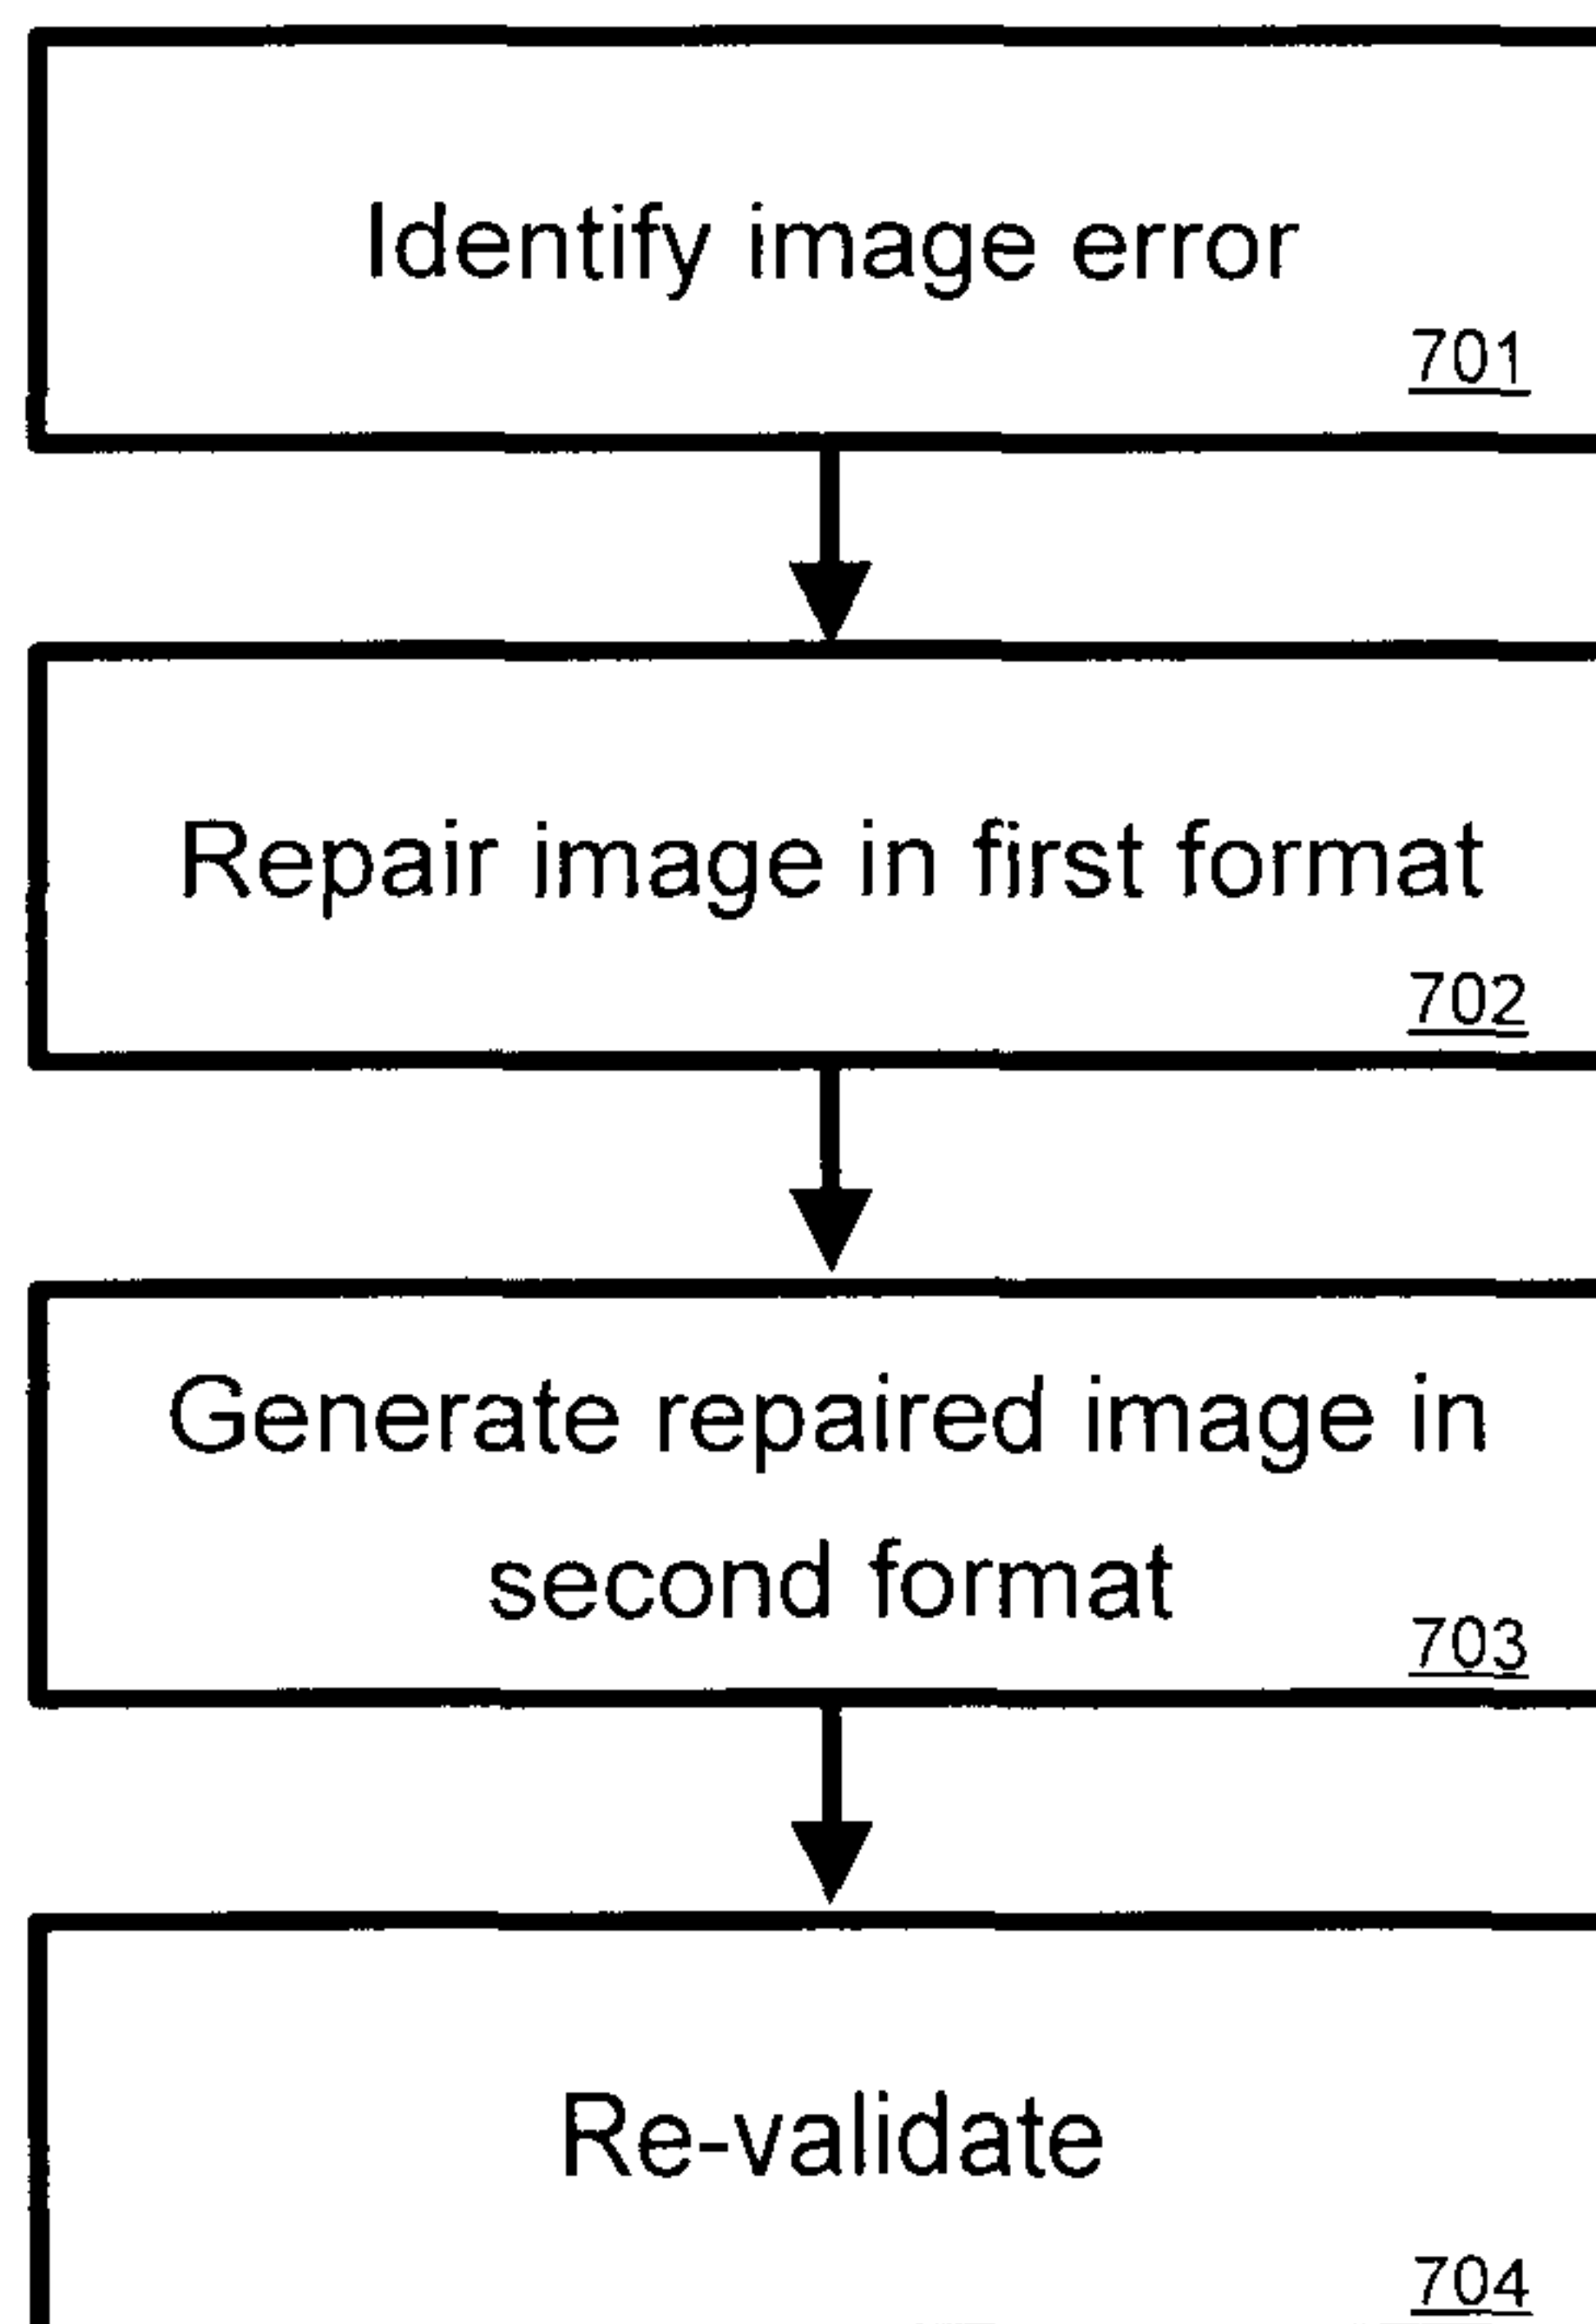 Identify image error
701
Repair image in first format
702
Generate repaired image in
second format
703
Re-validate
704